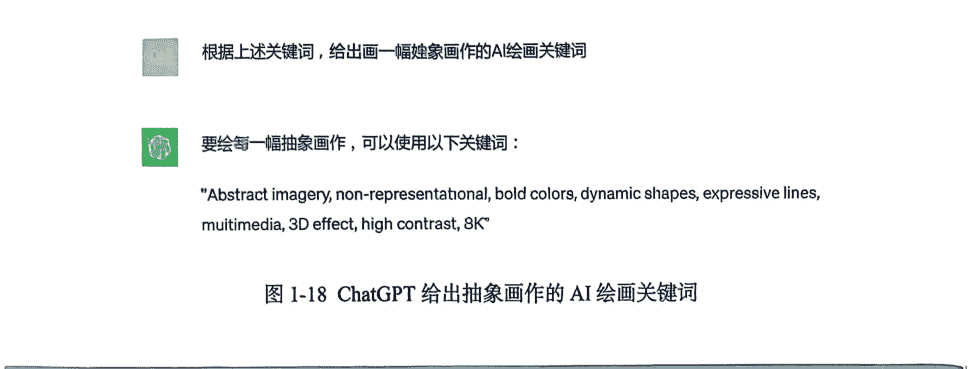 根据上述关键词，给出画一幅抽象画作的AI绘画关键词
要绘每一幅抽象画作，可以使用以下关键词：
"Abstract imagery, non-representational, bold colors, dynamic shapes, expressive lines,
muitimedia, 3D effect, high contrast, 8K"
图 1-18 ChatGPT 给出抽象画作的 AI 绘画关键词